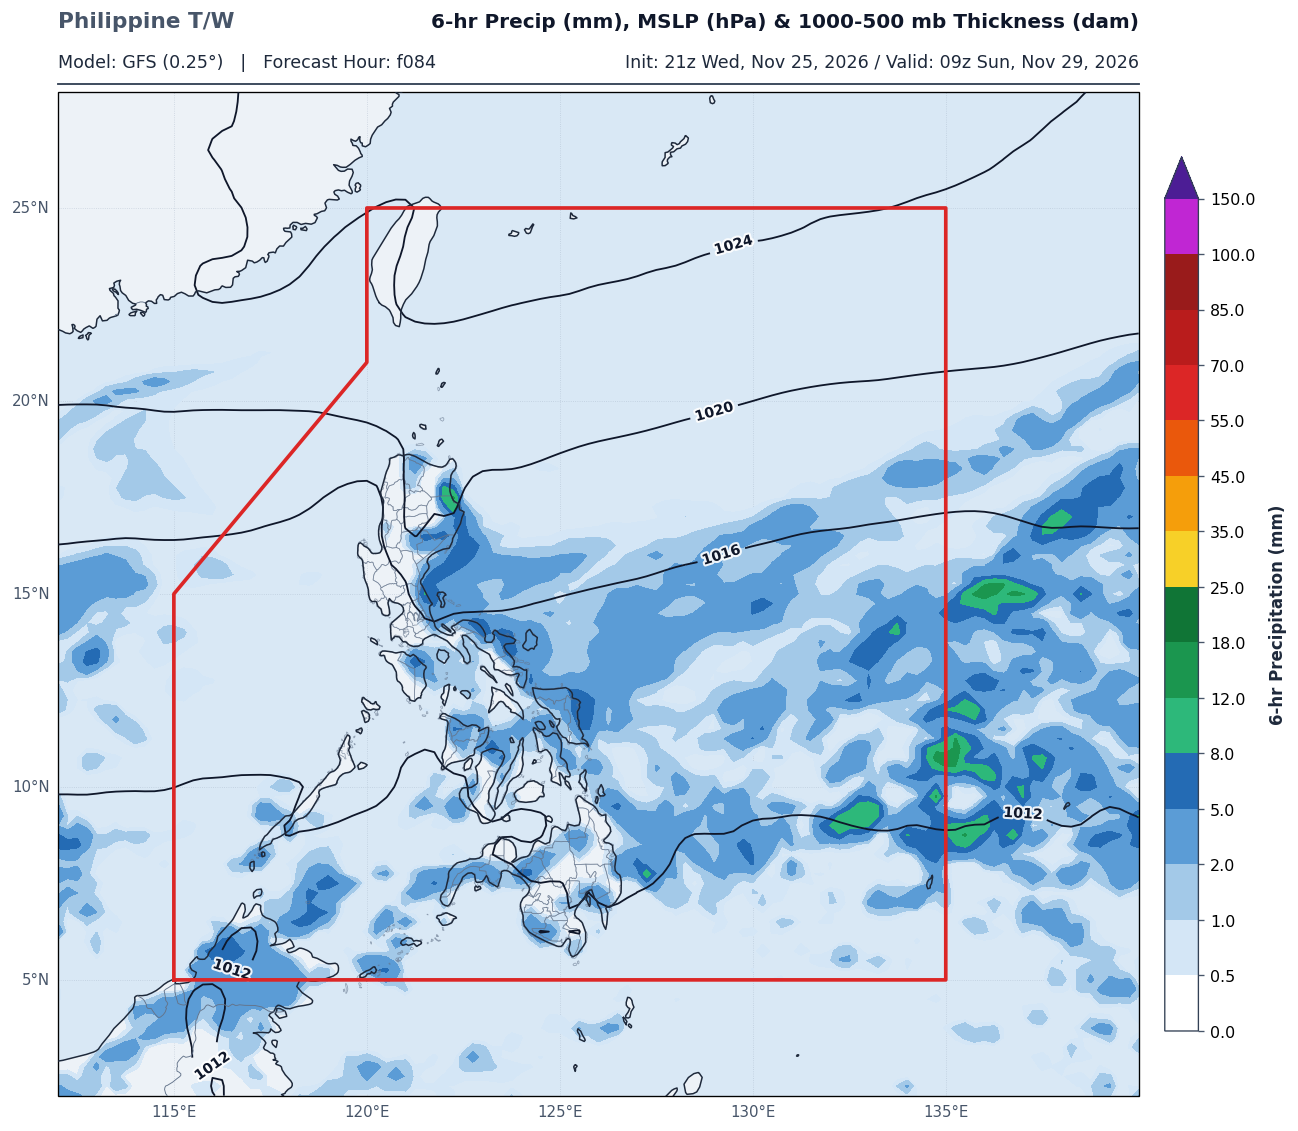 Philippine T/W
6-hr Precip (mm), MSLP (hPa) & 1000-500 mb Thickness (dam)
Model: GFS (0.25°) | Forecast Hour: f084
Init: 21z Wed, Nov 25, 2026 / Valid: 09z Sun, Nov 29, 2026
25°N
20°N
15°N
10°N
5°N
115°E
120°E
125°E
130°E
135°E
1024
1020
1016
1012
1012
1012
150.0
100.0
85.0
70.0
55.0
45.0
35.0
25.0
18.0
12.0
8.0
5.0
2.0
1.0
0.5
0.0
6-hr Precipitation (mm)